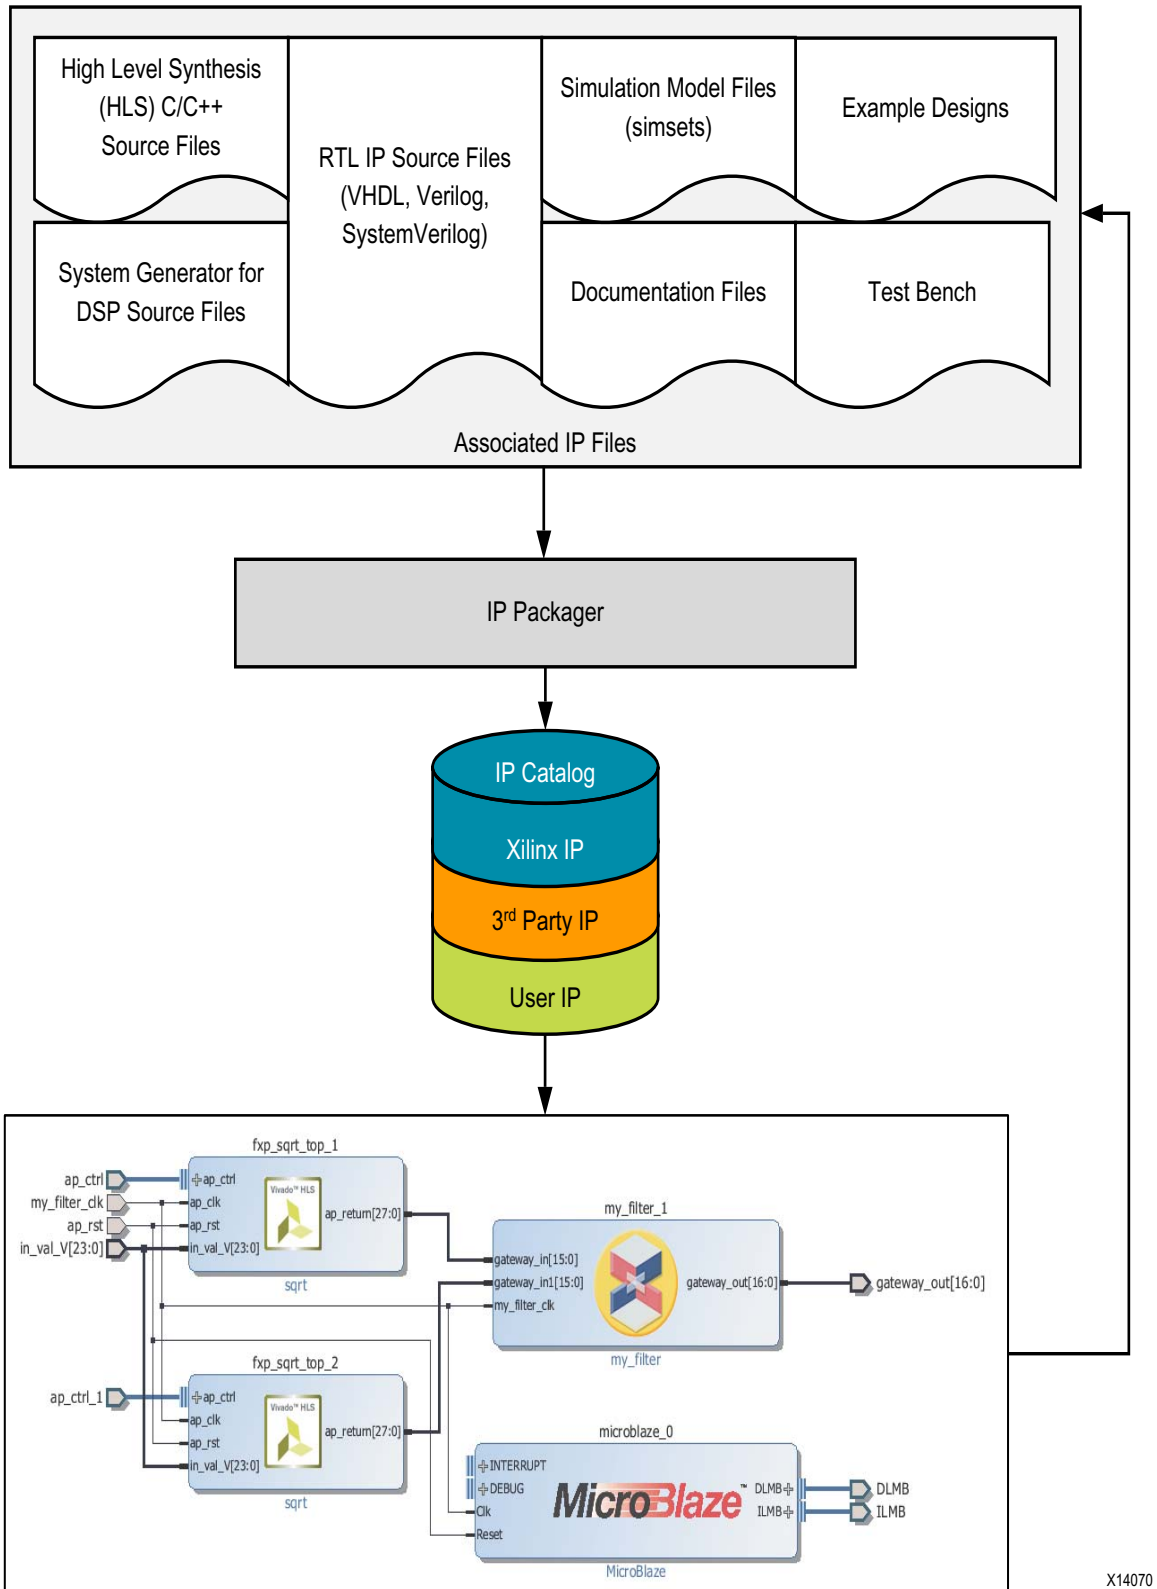 High Level Synthesis
(HLS) C/C++
Source Files
RTL IP Source Files
(VHDL, Verilog,
SystemVerilog)
Simulation Model Files
(simsets)
Example Designs
System Generator for
DSP Source Files
Documentation Files
Test Bench
Associated IP Files
IP Packager
IP Catalog
Xilinx IP
3rd Party IP
User IP
fxp_sqrt_top_1
ap_ctrl
my_filter_clk
ap_rst
in_val_V[23:0]
ap_ctrl
ap_clk
ap_rst
in_val_V[23:0]
Vivado™ HLS
ap_return[27:0]
sqrt
my_filter_1
gateway_in[15:0]
gateway_in1[15:0]
my_filter_clk
gateway_out[16:0]
gateway_out[16:0]
my_filter
fxp_sqrt_top_2
ap_ctrl_1
ap_ctrl
ap_clk
ap_rst
in_val_V[23:0]
Vivado™ HLS
ap_return[27:0]
sqrt
microblaze_0
INTERRUPT
DEBUG
Clk
Reset
MicroBlaze™
DLMB
ILMB
DLMB
ILMB
MicroBlaze
X14070